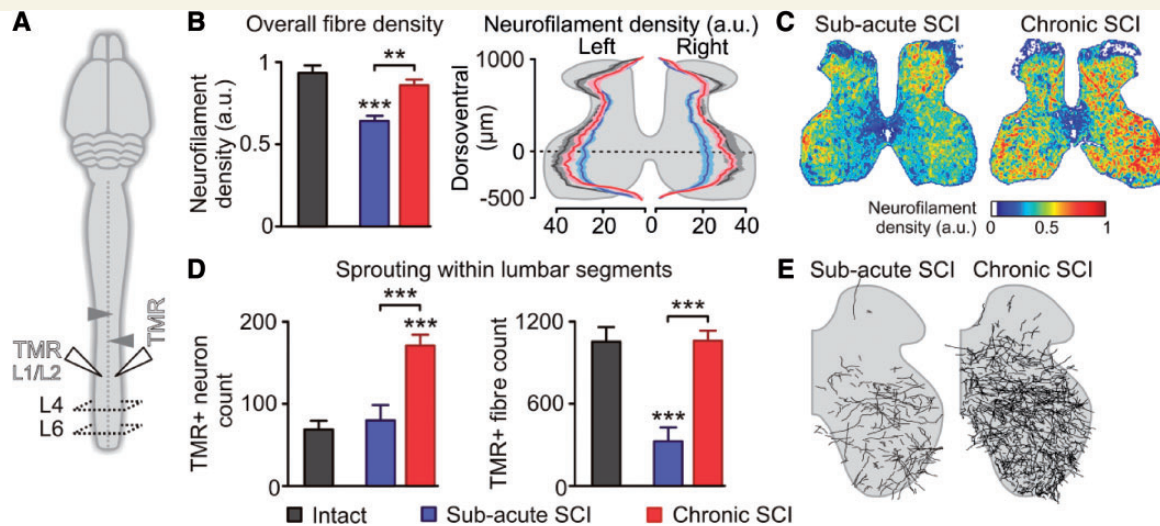 A
TMR
TMR
L1/L2
L4
L6
B
Overall fibre density
Neurofilament
density (a.u.)
1
0.5
0
**
***
Neurofilament density (a.u.)
Left
Right
Dorsoventral
(µm)
1000
0
-500
40
20
0
20
40
C
Sub-acute SCI
Chronic SCI
Neurofilament
density (a.u.)
0
0.5
1
D
Sprouting within lumbar segments
TMR+ neuron
count
200
100
0
***
***
TMR+ fibre count
1200
600
0
***
***
Intact
Sub-acute SCI
Chronic SCI
E
Sub-acute SCI
Chronic SCI